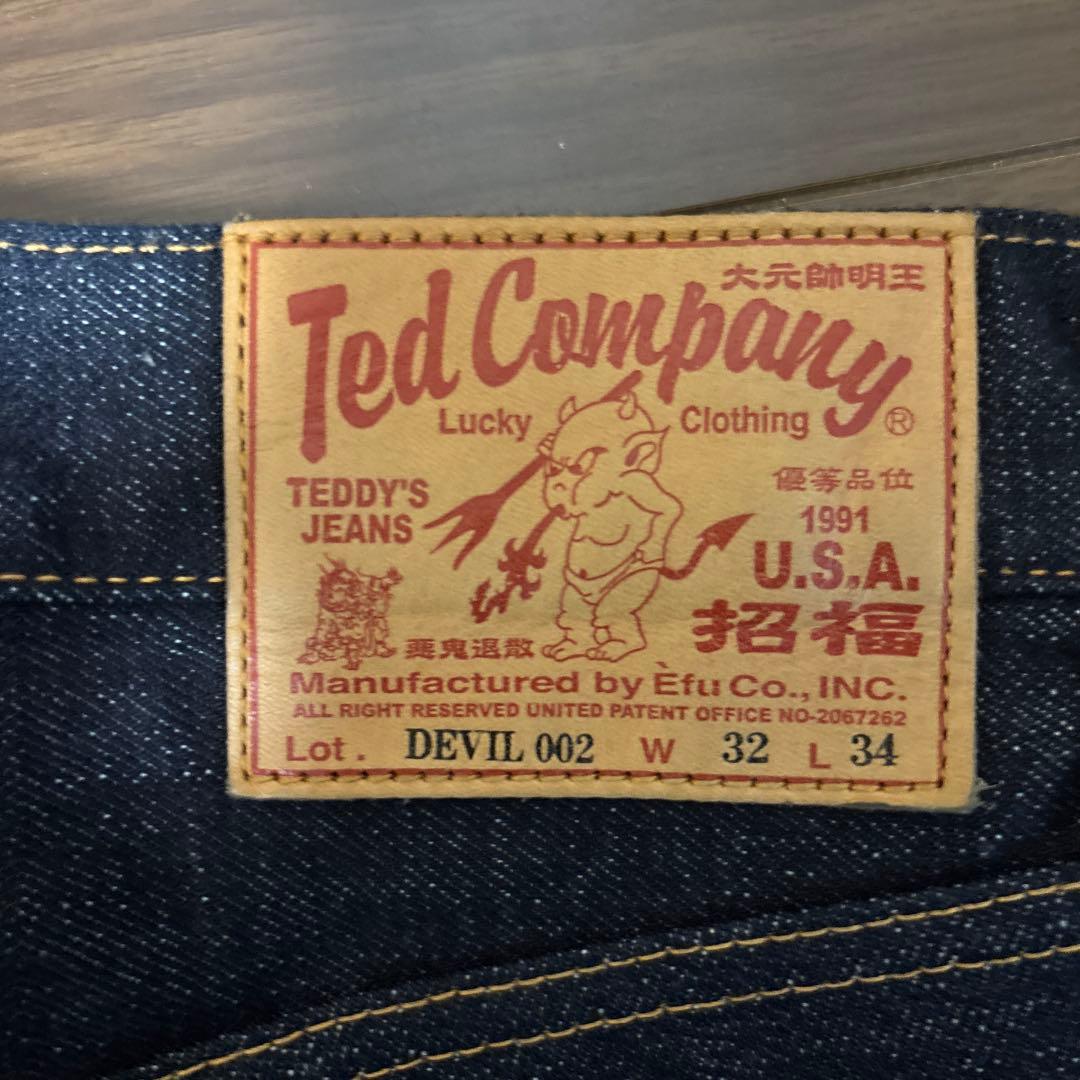 大元帥明王
Ted Company
Lucky Clothing ®
TEDDY'S
JEANS
優等品位
1991
U.S.A.
招福
悪鬼退散
Manufactured by Èfu Co., INC.
ALL RIGHT RESERVED UNITED PATENT OFFICE NO-2067262
Lot . DEVIL 002 W 32 L 34